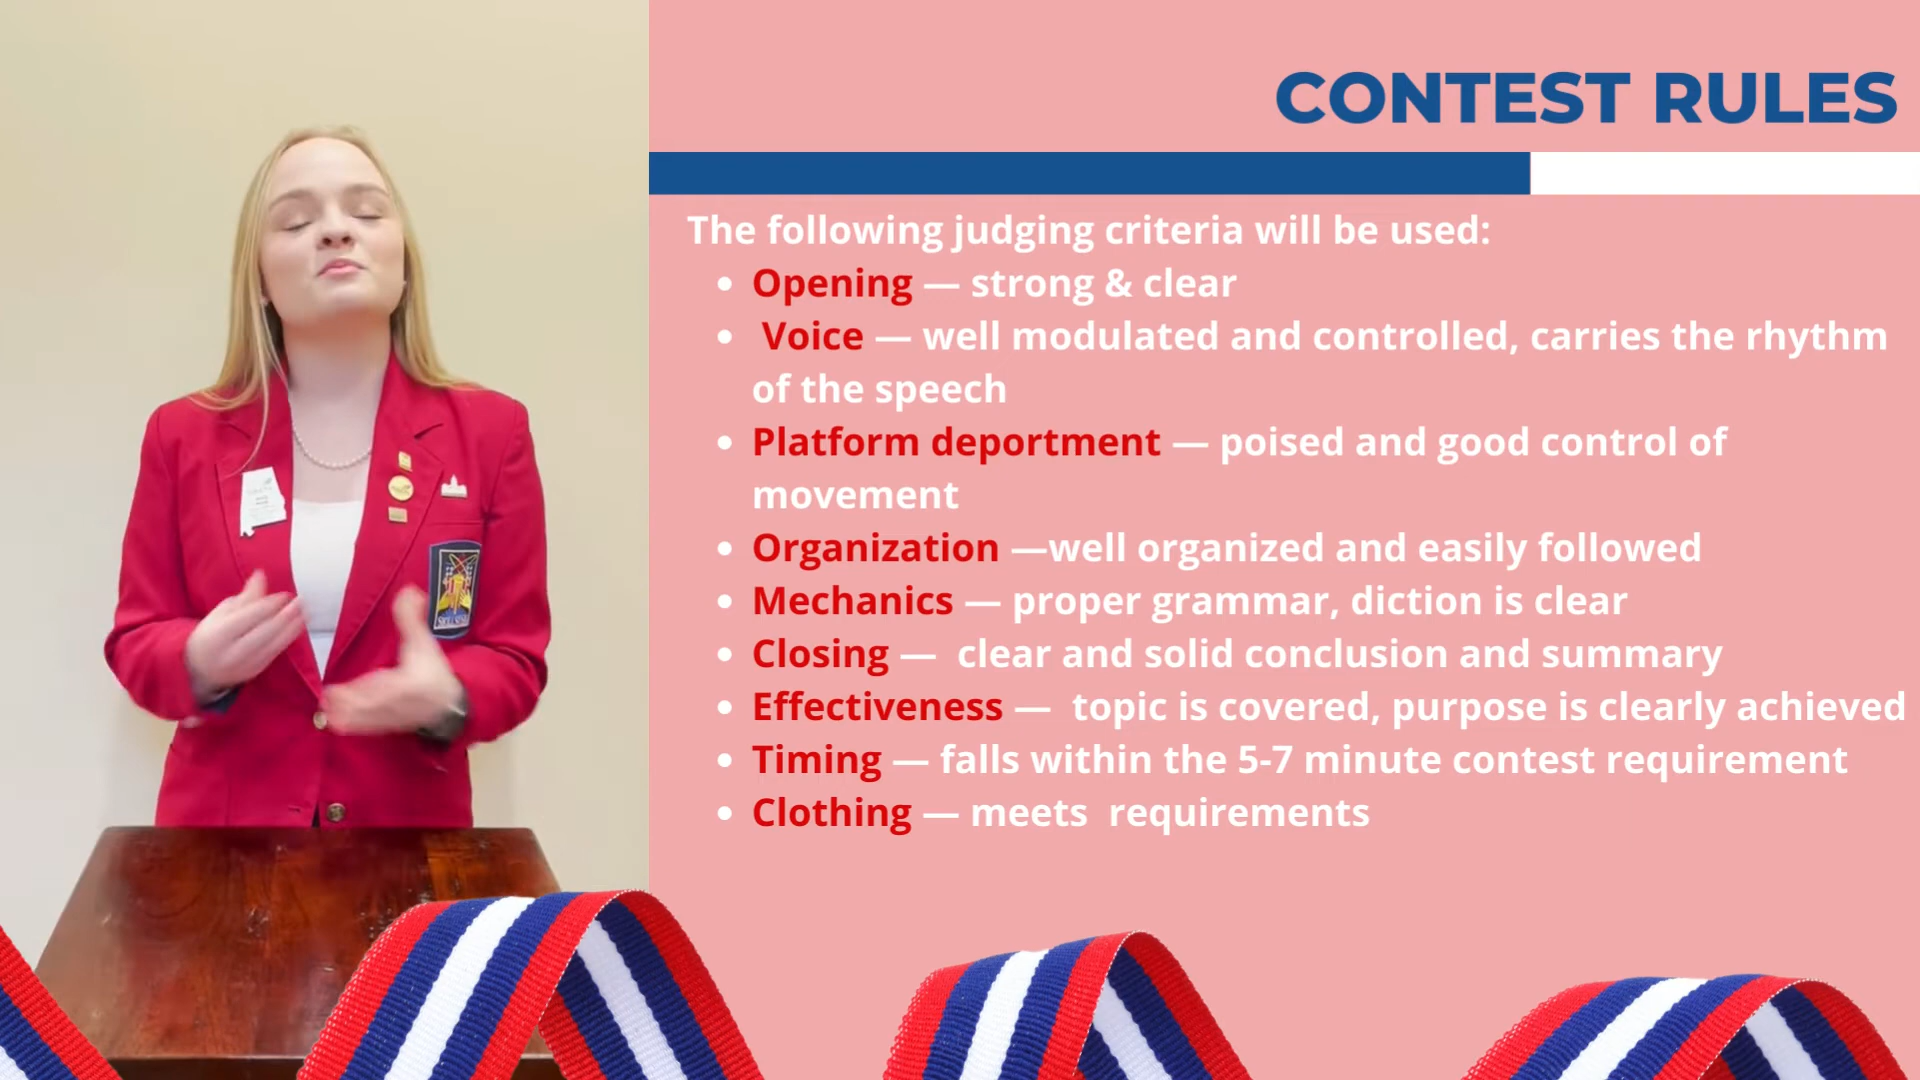 CONTEST RULES
The following judging criteria will be used:
• Opening — strong & clear
• Voice — well modulated and controlled, carries the rhythm
of the speech
• Platform deportment — poised and good control of
movement
• Organization —well organized and easily followed
• Mechanics — proper grammar, diction is clear
• Closing — clear and solid conclusion and summary
• Effectiveness — topic is covered, purpose is clearly achieved
• Timing — falls within the 5-7 minute contest requirement
• Clothing — meets requirements